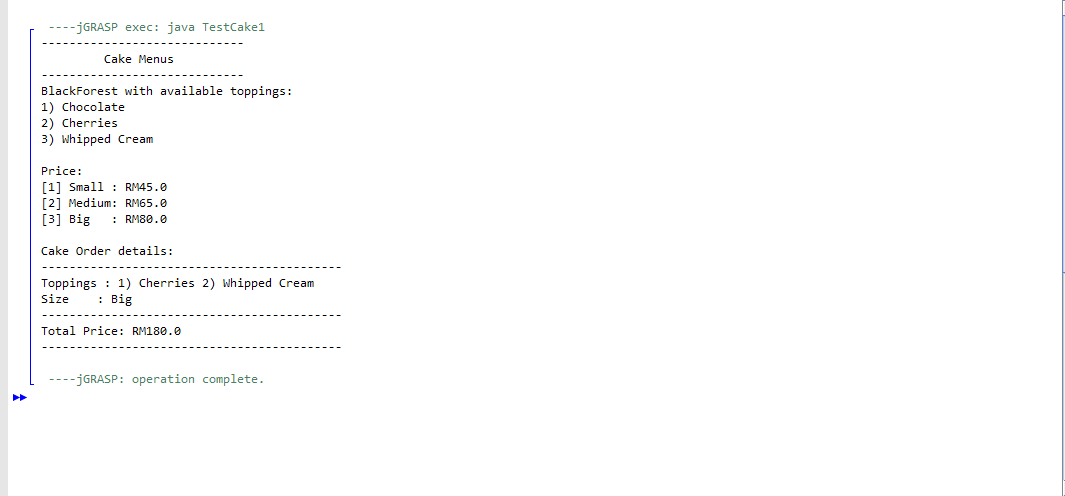 ----jGRASP exec: java TestCake1
-----------------------------
Cake Menus
-----------------------------
BlackForest with available toppings:
1) Chocolate
2) Cherries
3) Whipped Cream
Price:
[1] Small : RM45.0
[2] Medium: RM65.0
[3] Big   : RM80.0
Cake Order details:
-------------------------------------------
Toppings : 1) Cherries 2) Whipped Cream
Size    : Big
-------------------------------------------
Total Price: RM180.0
-------------------------------------------
----jGRASP: operation complete.